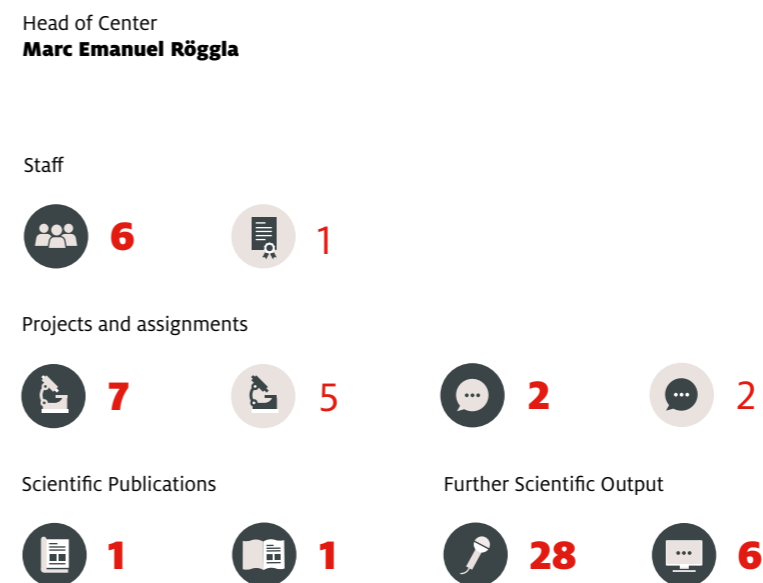 Head of Center
Marc Emanuel Röggla
Staff
6 1
Projects and assignments
7 5 2 2
Scientific Publications Further Scientific Output
1 1 28 6